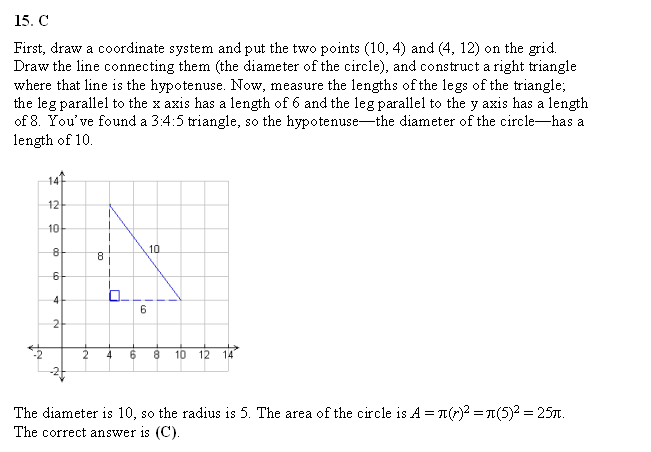 15. C
First, draw a coordinate system and put the two points (10, 4) and (4, 12) on the grid.
Draw the line connecting them (the diameter of the circle), and construct a right triangle
where that line is the hypotenuse. Now, measure the lengths of the legs of the triangle;
the leg parallel to the x axis has a length of 6 and the leg parallel to the y axis has a length
of 8. You've found a 3:4:5 triangle, so the hypotenuse—the diameter of the circle—has a
length of 10.
14
12
10
8
6
4
2
-2
8
10
6
-2 2 4 6 8 10 12 14
The diameter is 10, so the radius is 5. The area of the circle is A = π(r)² = π(5)² = 25π.
The correct answer is (C).